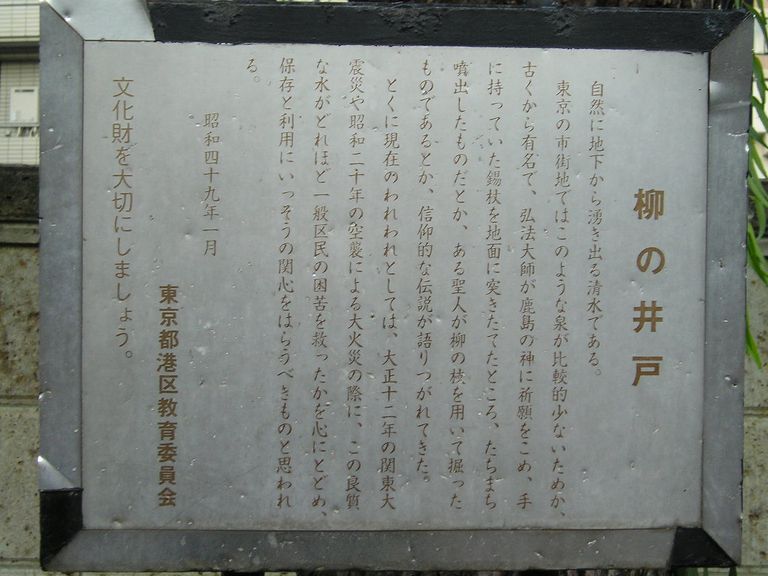 柳の井戸
自然に地下から湧き出る清水である。
東京の市街地ではこのような泉が比較的少ないためか、
古くから有名で、弘法大師が鹿島の神に祈願をこめ、手
に持っていた錫杖を地面に突きたてたところ、たちまち
噴出したものだとか、ある聖人が柳の枝を用いて掘った
ものであるとか、信仰的な伝説が語りつがれてきた。
とくに現在のわれわれとしては、大正十二年の関東大
震災や昭和二十年の空襲による大火災の際に、この良質
な水がどれほど一般区民の困苦を救ったかを心にとどめ、
保存と利用にいっそうの関心をはらうべきものと思われ
る。
昭和四十九年一月
東京都港区教育委員会
文化財を大切にしましょう。